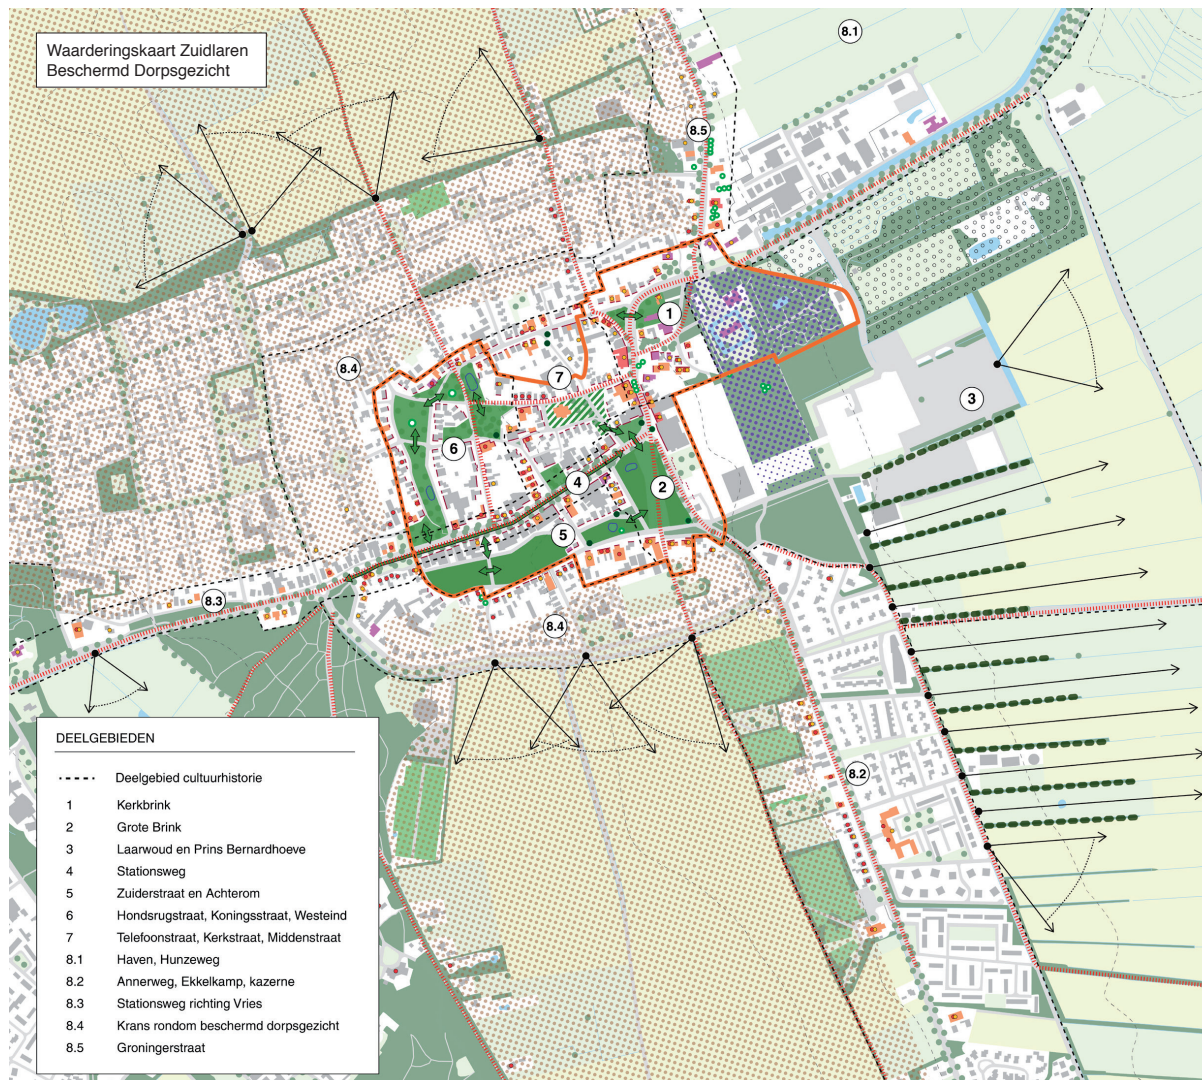 Waarderingskaart Zuidlaren
Beschermd Dorpsgezicht
8.1
8.5
1
8.4
7
3
6
4
2
5
8.3
8.4
8.2
DEELGEBIEDEN
Deelgebied cultuurhistorie
1 Kerkbrink
2 Grote Brink
3 Laarwoud en Prins Bernardhoeve
4 Stationsweg
5 Zuiderstraat en Achterom
6 Hondsrugstraat, Koningsstraat, Westeind
7 Telefoonstraat, Kerkstraat, Middenstraat
8.1 Haven, Hunzeweg
8.2 Annerweg, Ekkelkamp, kazerne
8.3 Stationsweg richting Vries
8.4 Krans rondom beschermd dorpsgezicht
8.5 Groningerstraat